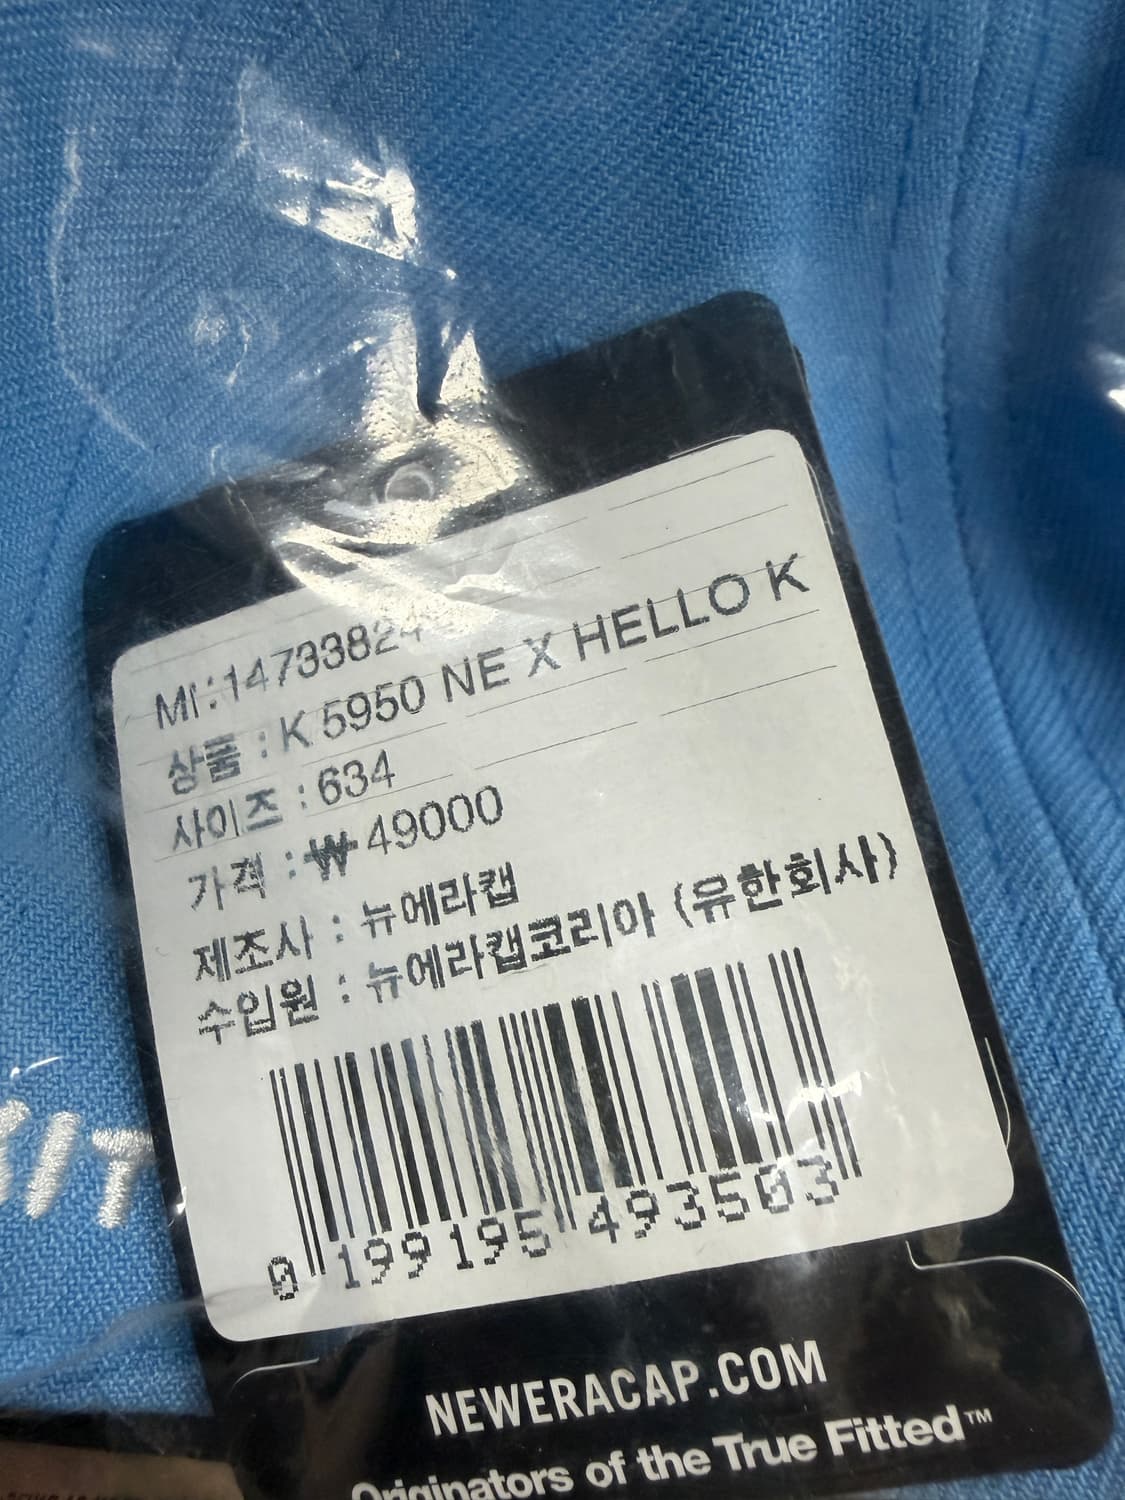 상품 : K 5950 NE X HELLO K
사이즈 : 634
가격 : ₩ 49000
제조사 : 뉴에라캡
수입원 : 뉴에라캡코리아 (유한회사)
0 199195 493503
NEWERACAP.COM
Originators of the True Fitted™